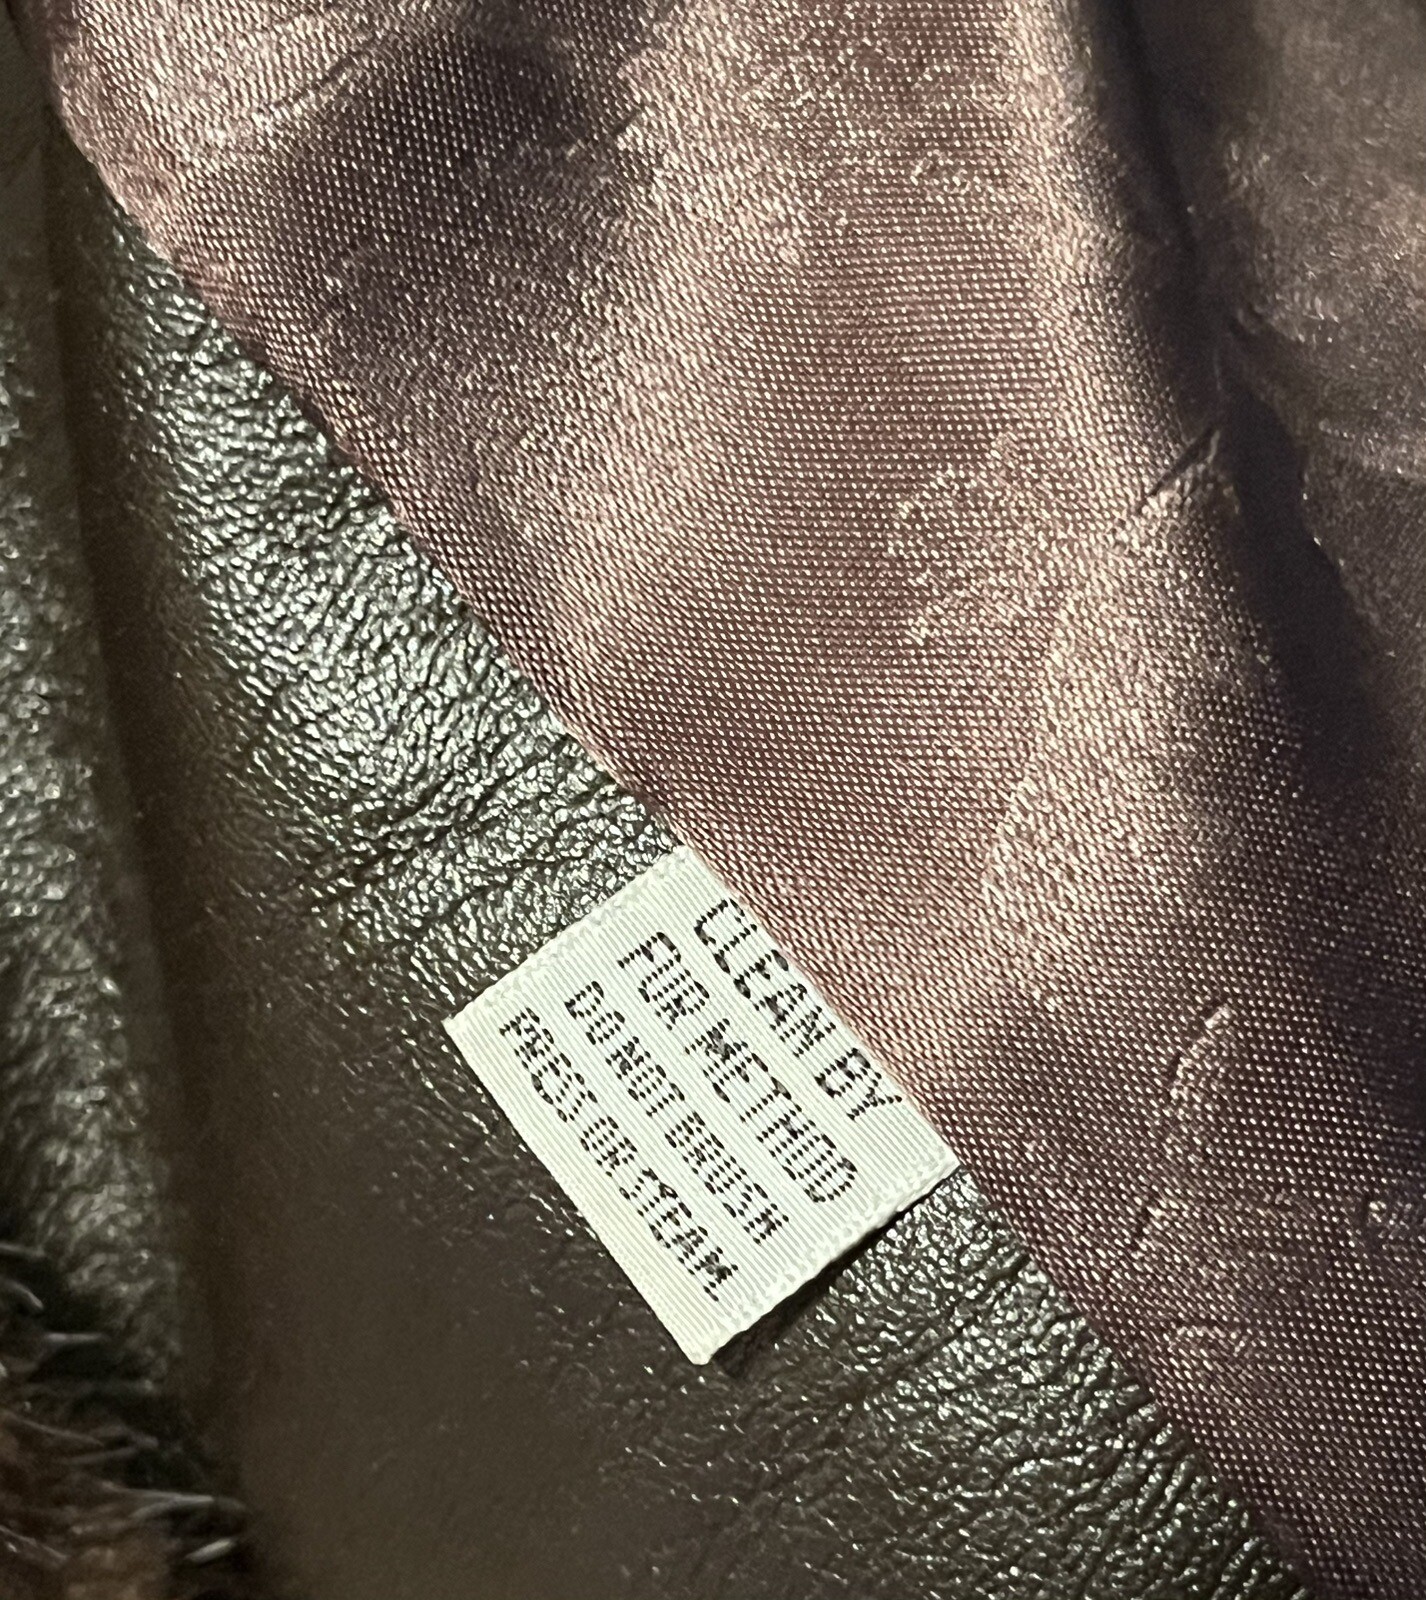 CLEAN BY
FUR METHOD
DO NOT BRUSH
PRESS OR STEAM